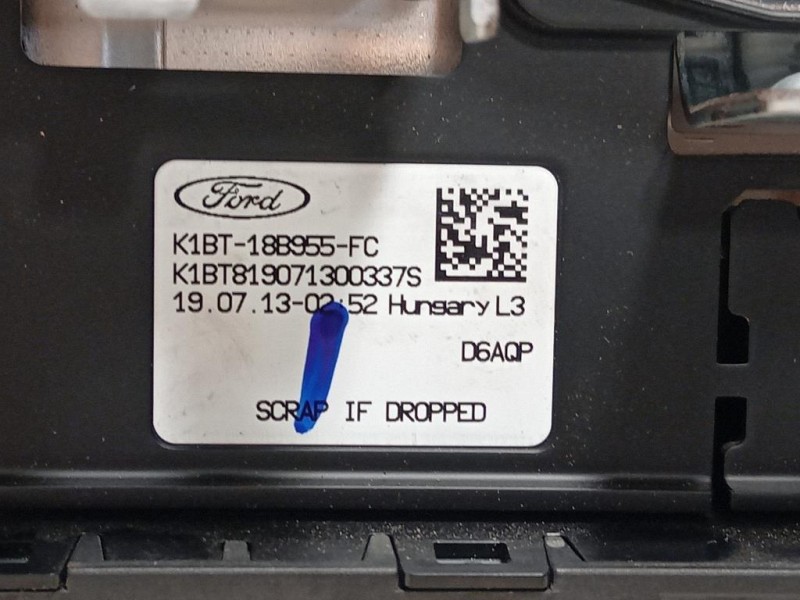 Ford
K1BT-18B955-FC
K1BT819071300337S
19.07.13-02:52 Hungary L3
D6AQP
SCRAP IF DROPPED